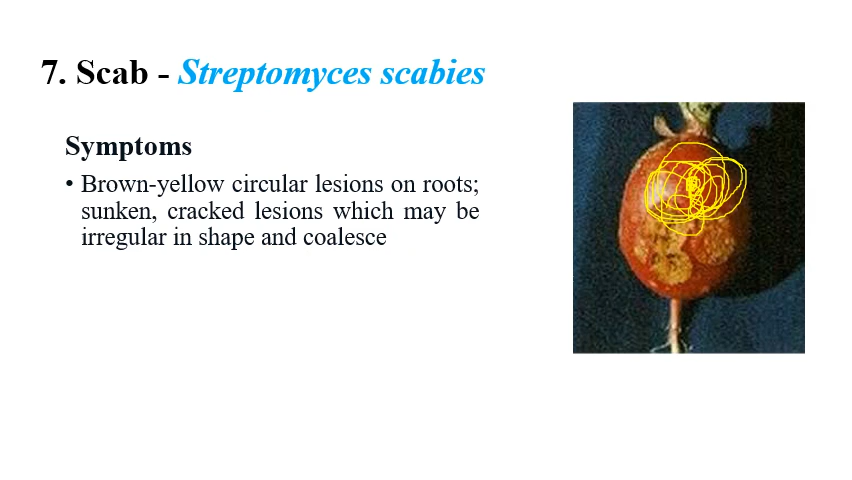 7. Scab - Streptomyces scabies
Symptoms
• Brown-yellow circular lesions on roots;
sunken, cracked lesions which may be
irregular in shape and coalesce